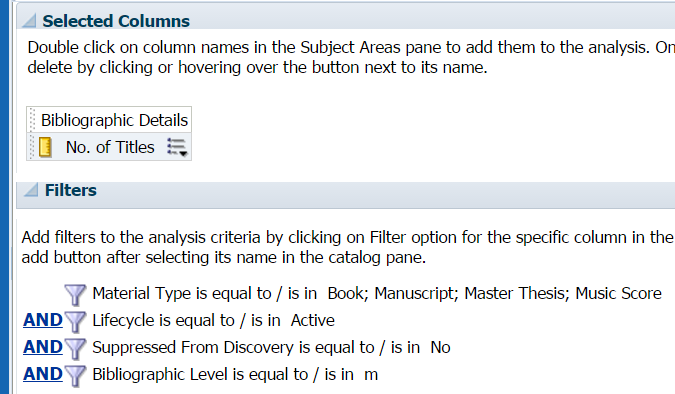 Selected Columns
Double click on column names in the Subject Areas pane to add them to the analysis. On
delete by clicking or hovering over the button next to its name.
Bibliographic Details
No. of Titles
Filters
Add filters to the analysis criteria by clicking on Filter option for the specific column in the
add button after selecting its name in the catalog pane.
Material Type is equal to / is in Book; Manuscript; Master Thesis; Music Score
AND Lifecycle is equal to / is in Active
AND Suppressed From Discovery is equal to / is in No
AND Bibliographic Level is equal to / is in m